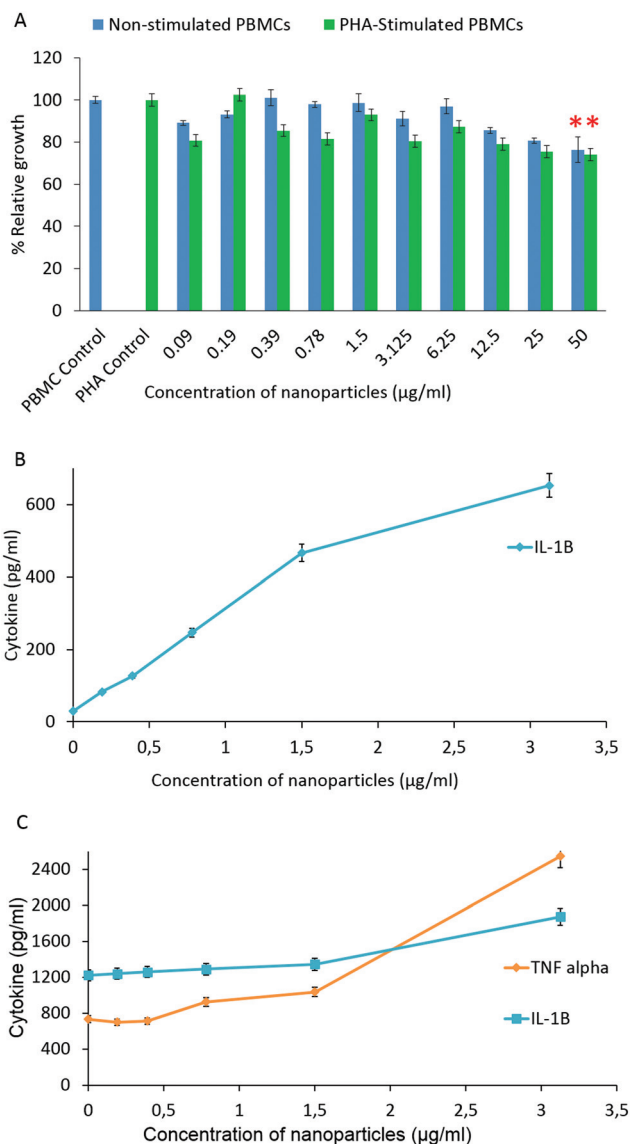 A
Non-stimulated PBMCs PHA-Stimulated PBMCs
120
100
80
60
40
20
0
% Relative growth
**
PBMC Control PHA Control 0.09 0.19 0.39 0.78 1.5 3.125 6.25 12.5 25 50
Concentration of nanoparticles (µg/ml)
B
600
400
200
0
Cytokine (pg/ml)
IL-1B
0 0,5 1 1,5 2 2,5 3 3,5
Concentration of nanoparticles (µg/ml)
C
2400
2000
1600
1200
800
400
0
Cytokine (pg/ml)
TNF alpha
IL-1B
0 0,5 1 1,5 2 2,5 3 3,5
Concentration of nanoparticles (µg/ml)